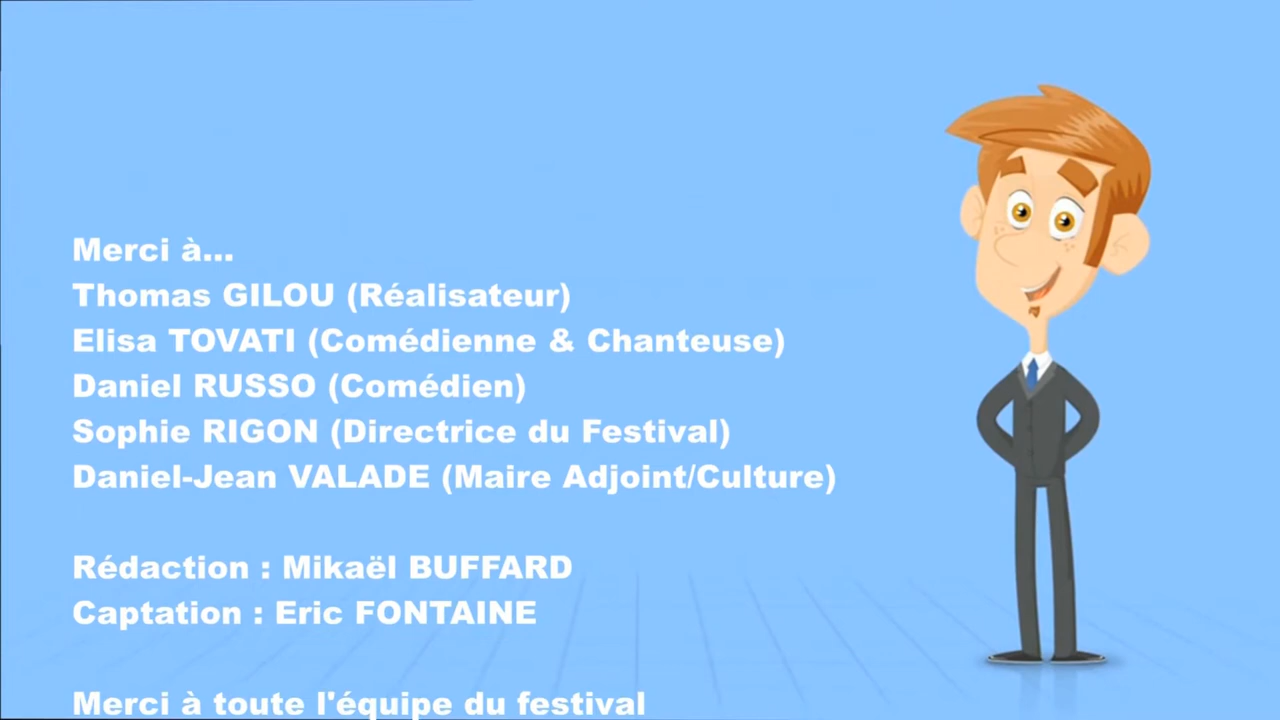 Merci à...
Thomas GILOU (Réalisateur)
Elisa TOVATI (Comédienne & Chanteuse)
Daniel RUSSO (Comédien)
Sophie RIGON (Directrice du Festival)
Daniel-Jean VALADE (Maire Adjoint/Culture)
Rédaction : Mikaël BUFFARD
Captation : Eric FONTAINE
Merci à toute l'équipe du festival